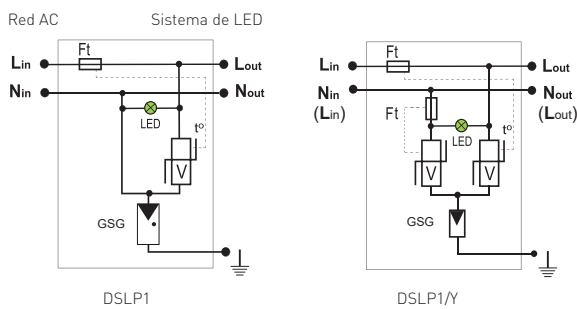 Red AC Sistema de LED
Ft
Lin Lout
Nin Nout
LED
t°
V
GSG
DSLP1
Ft
Lin Lout
Nin Nout
(Lin) (Lout)
Ft
LED
t°
V V
GSG
DSLP1/Y